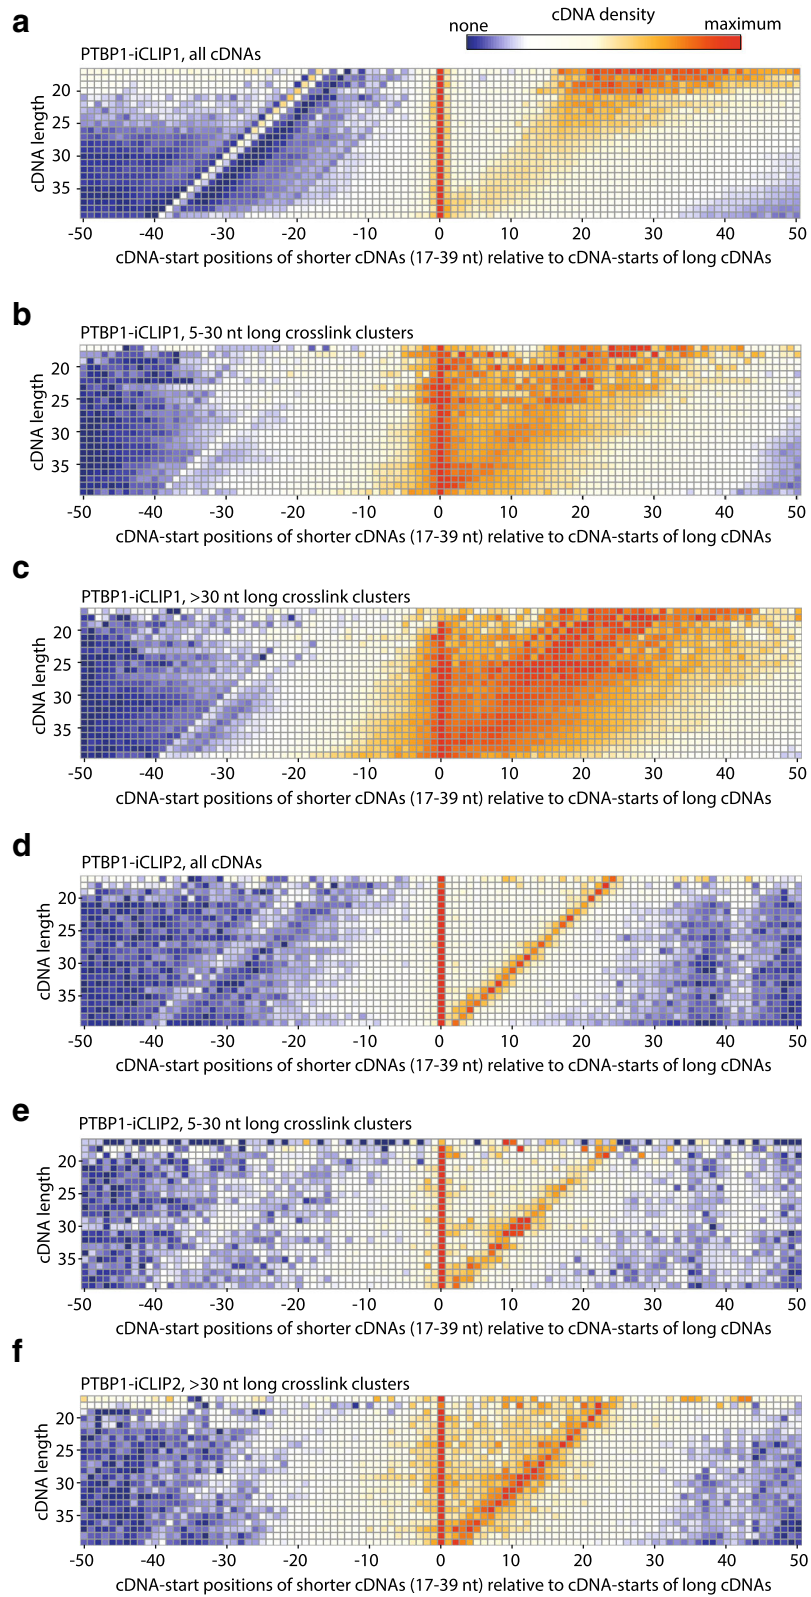 a
cDNA density
none
maximum
PTBP1-iCLIP1, all cDNAs
cDNA length
20
25
30
35
-50 -40 -30 -20 -10 0 10 20 30 40 50
cDNA-start positions of shorter cDNAs (17-39 nt) relative to cDNA-starts of long cDNAs
b
PTBP1-iCLIP1, 5-30 nt long crosslink clusters
cDNA length
20
25
30
35
-50 -40 -30 -20 -10 0 10 20 30 40 50
cDNA-start positions of shorter cDNAs (17-39 nt) relative to cDNA-starts of long cDNAs
c
PTBP1-iCLIP1, >30 nt long crosslink clusters
cDNA length
20
25
30
35
-50 -40 -30 -20 -10 0 10 20 30 40 50
cDNA-start positions of shorter cDNAs (17-39 nt) relative to cDNA-starts of long cDNAs
d
PTBP1-iCLIP2, all cDNAs
cDNA length
20
25
30
35
-50 -40 -30 -20 -10 0 10 20 30 40 50
cDNA-start positions of shorter cDNAs (17-39 nt) relative to cDNA-starts of long cDNAs
e
PTBP1-iCLIP2, 5-30 nt long crosslink clusters
cDNA length
20
25
30
35
-50 -40 -30 -20 -10 0 10 20 30 40 50
cDNA-start positions of shorter cDNAs (17-39 nt) relative to cDNA-starts of long cDNAs
f
PTBP1-iCLIP2, >30 nt long crosslink clusters
cDNA length
20
25
30
35
-50 -40 -30 -20 -10 0 10 20 30 40 50
cDNA-start positions of shorter cDNAs (17-39 nt) relative to cDNA-starts of long cDNAs